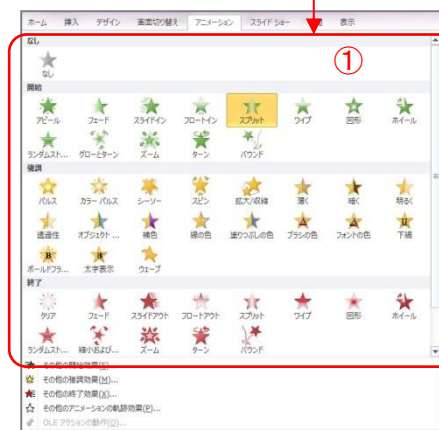 ホーム 挿入 デザイン 画面切り替え アニメーション スライド ショー 表示
なし
①
なし
開始
アピール フェード スライドイン フロートイン スプリット ワイプ 図形 ホイール
ランダムスト... グローとターン ズーム ターン バウンド
強調
パルス カラー パルス シーソー スピン 拡大/収縮 薄く 暗く 明るく
透過性 オブジェクト ... 補色 線の色 塗りつぶしの色 ブラシの色 フォントの色 下線
ボールドフラ... 太字表示 ウェーブ
終了
クリア フェード スライドアウト フロートアウト スプリット ワイプ 図形 ホイール
ランダムスト... 縮小および... ズーム ターン バウンド
その他の開始効果(E)...
その他の強調効果(M)...
その他の終了効果(X)...
その他のアニメーションの軌跡効果(P)...
OLE アクションの動作(O)...